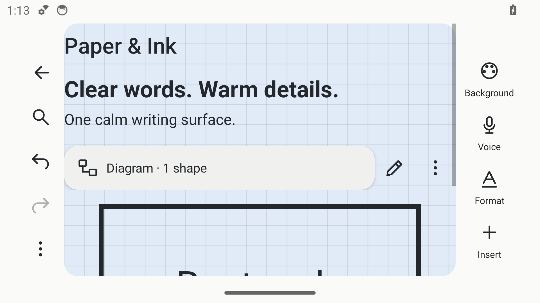 1:13
Paper & Ink
Clear words. Warm details.
One calm writing surface.
Diagram · 1 shape
Background
Voice
Format
Insert